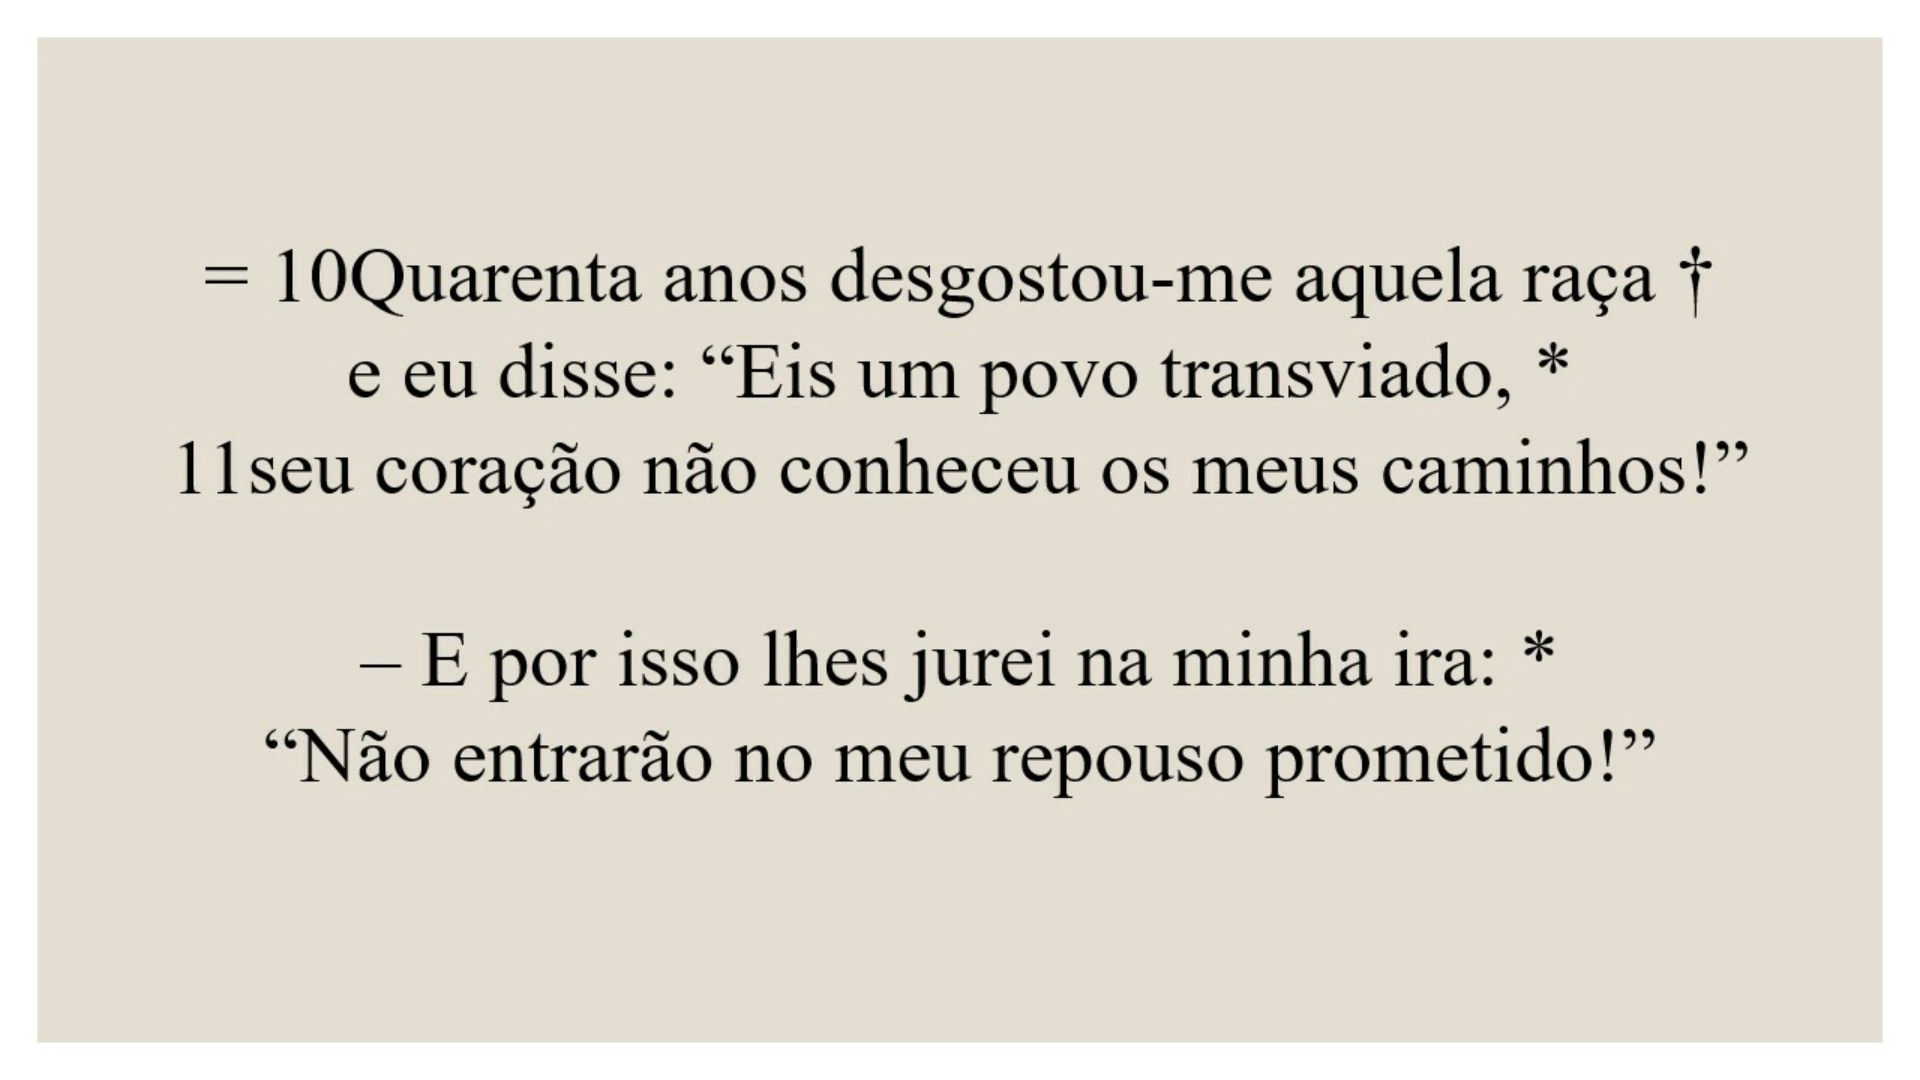 = 10Quarenta anos desgostou-me aquela raça †
e eu disse: “Eis um povo transviado, *
11seu coração não conheceu os meus caminhos!”
– E por isso lhes jurei na minha ira: *
“Não entrarão no meu repouso prometido!”